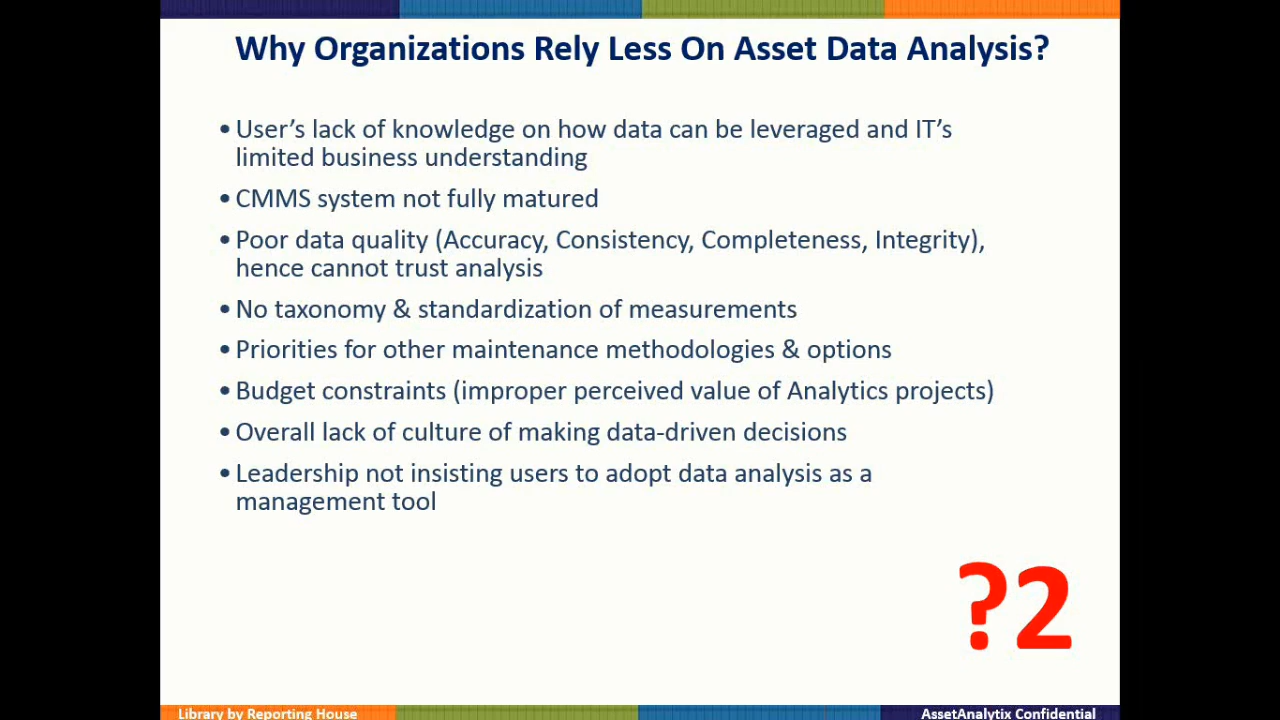 Why Organizations Rely Less On Asset Data Analysis?
•User’s lack of knowledge on how data can be leveraged and IT’s
limited business understanding
•CMMS system not fully matured
•Poor data quality (Accuracy, Consistency, Completeness, Integrity),
hence cannot trust analysis
•No taxonomy & standardization of measurements
•Priorities for other maintenance methodologies & options
•Budget constraints (improper perceived value of Analytics projects)
•Overall lack of culture of making data-driven decisions
•Leadership not insisting users to adopt data analysis as a
management tool
?2
Library by Reporting House
AssetAnalytix Confidential